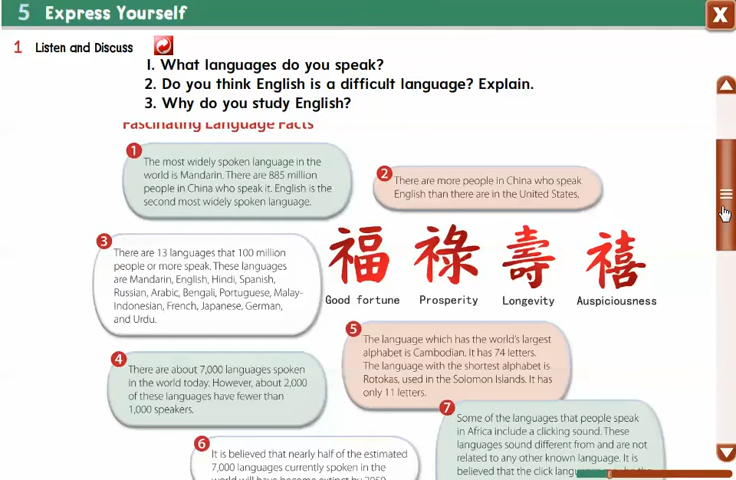 5 Express Yourself
X
1 Listen and Discuss
1. What languages do you speak?
2. Do you think English is a difficult language? Explain.
3. Why do you study English?
Fascinating Language Facts
1
The most widely spoken language in the
world is Mandarin. There are 885 million
people in China who speak it. English is the
second most widely spoken language.
2
There are more people in China who speak
English than there are in the United States.
3
There are 13 languages that 100 million
people or more speak. These languages
are Mandarin, English, Hindi, Spanish,
Russian, Arabic, Bengali, Portuguese, Malay-
Indonesian, French, Japanese, German,
and Urdu.
福 祿 壽 禧
Good fortune Prosperity Longevity Auspiciousness
4
There are about 7,000 languages spoken
in the world today. However, about 2,000
of these languages have fewer than
1,000 speakers.
5
The language which has the world's largest
alphabet is Cambodian. It has 74 letters.
The language with the shortest alphabet is
Rotokas, used in the Solomon Islands. It has
only 11 letters.
6
It is believed that nearly half of the estimated
7,000 languages currently spoken in the
world will have become extinct by 2050
7
Some of the languages that people speak
in Africa include a clicking sound. These
languages sound different from and are not
related to any other known language. It is
believed that the click